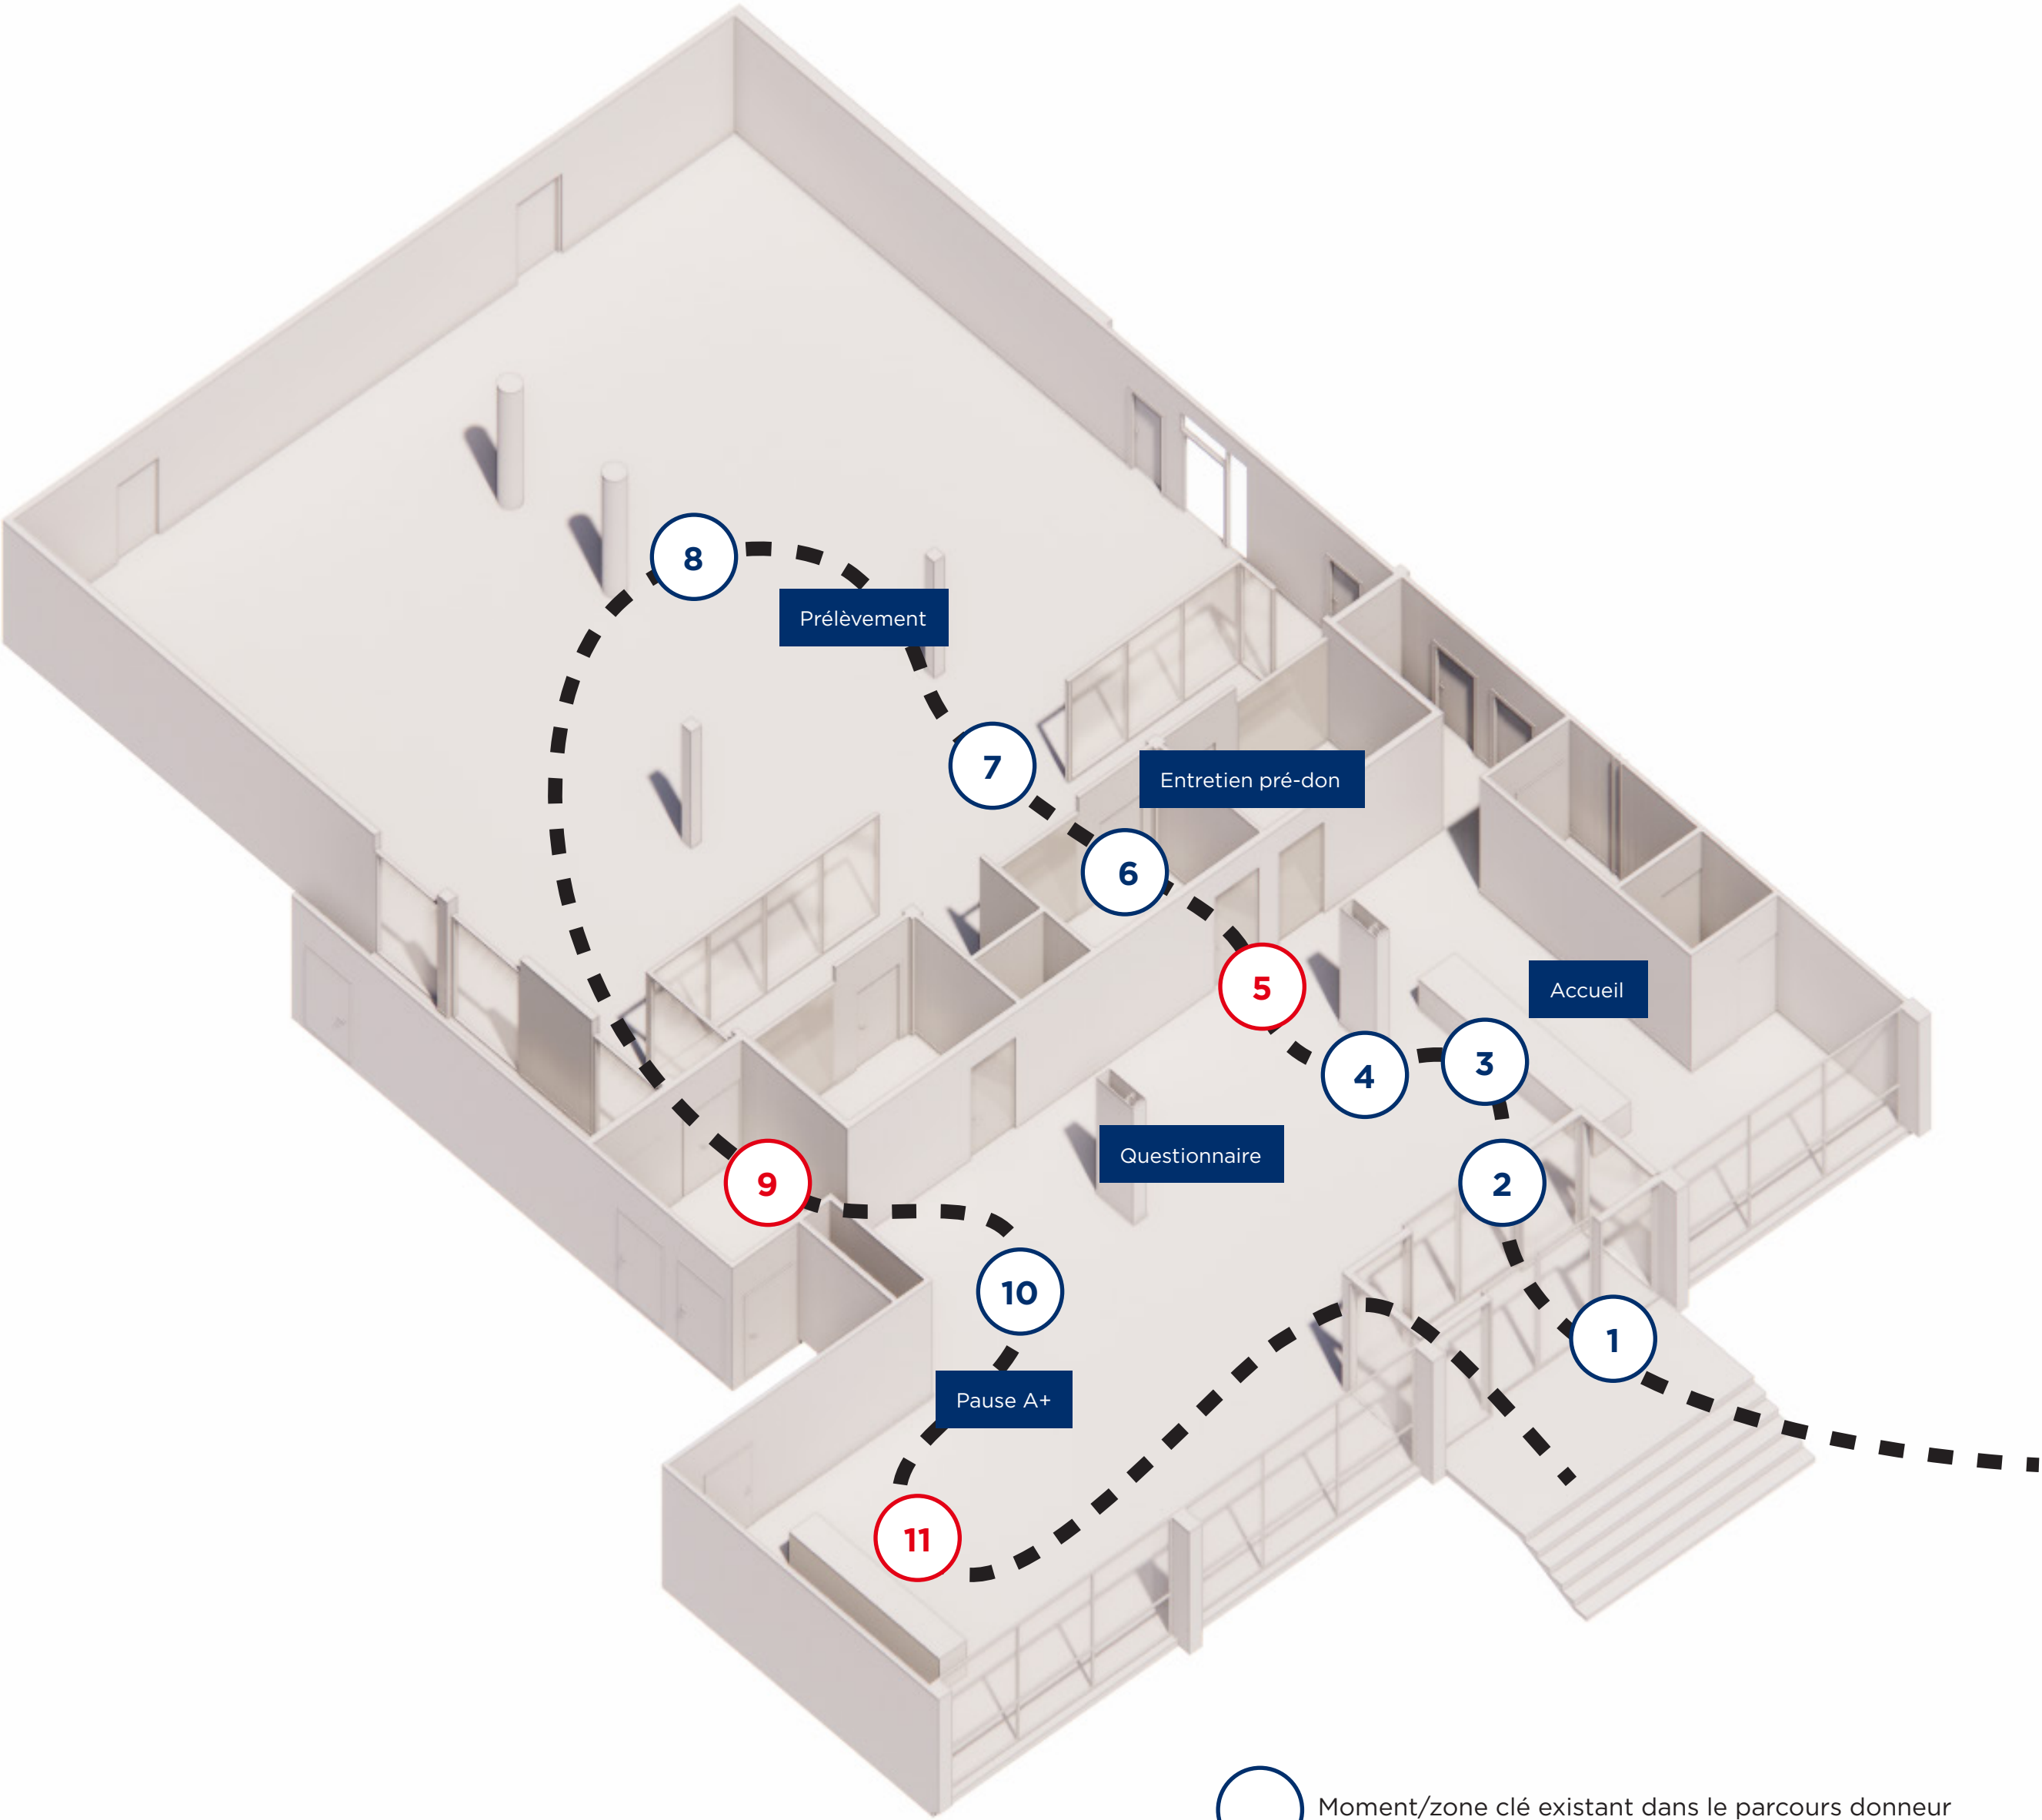 8
Prélèvement
7
Entretien pré-don
6
5
Accueil
4
3
Questionnaire
2
9
10
1
Pause A+
11
Moment/zone clé existant dans le parcours donneur